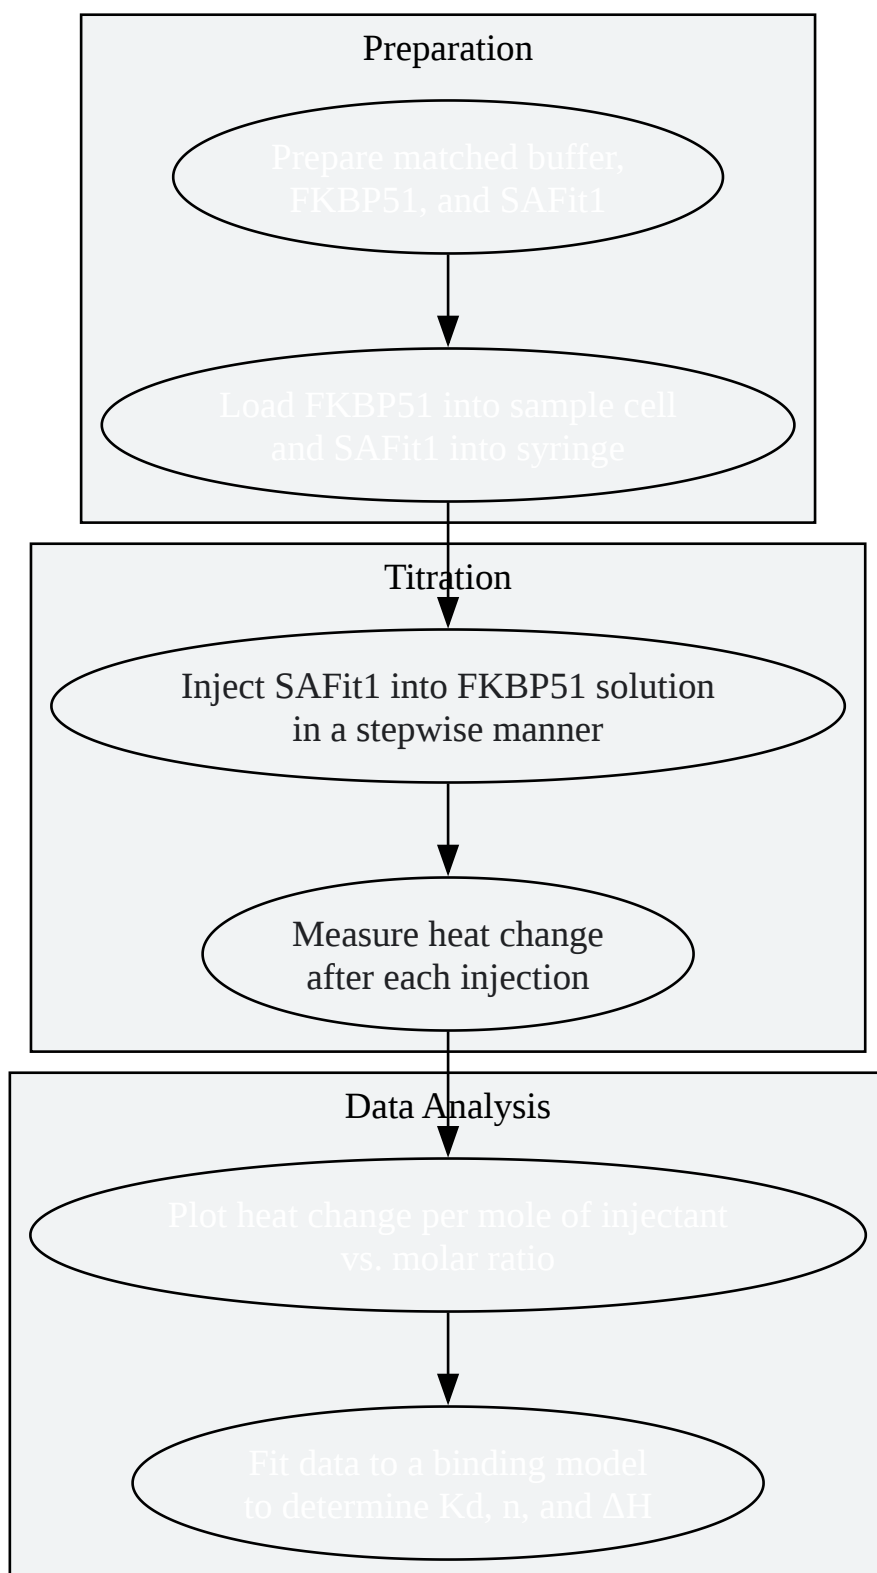 Preparation
Prepare matched buffer,
FKBP51, and SAFit1
Load FKBP51 into sample cell
and SAFit1 into syringe
Titration
Inject SAFit1 into FKBP51 solution
in a stepwise manner
Measure heat change
after each injection
Data Analysis
Plot heat change per mole of injectant
vs. molar ratio
Fit data to a binding model
to determine Kd, n, and ΔH